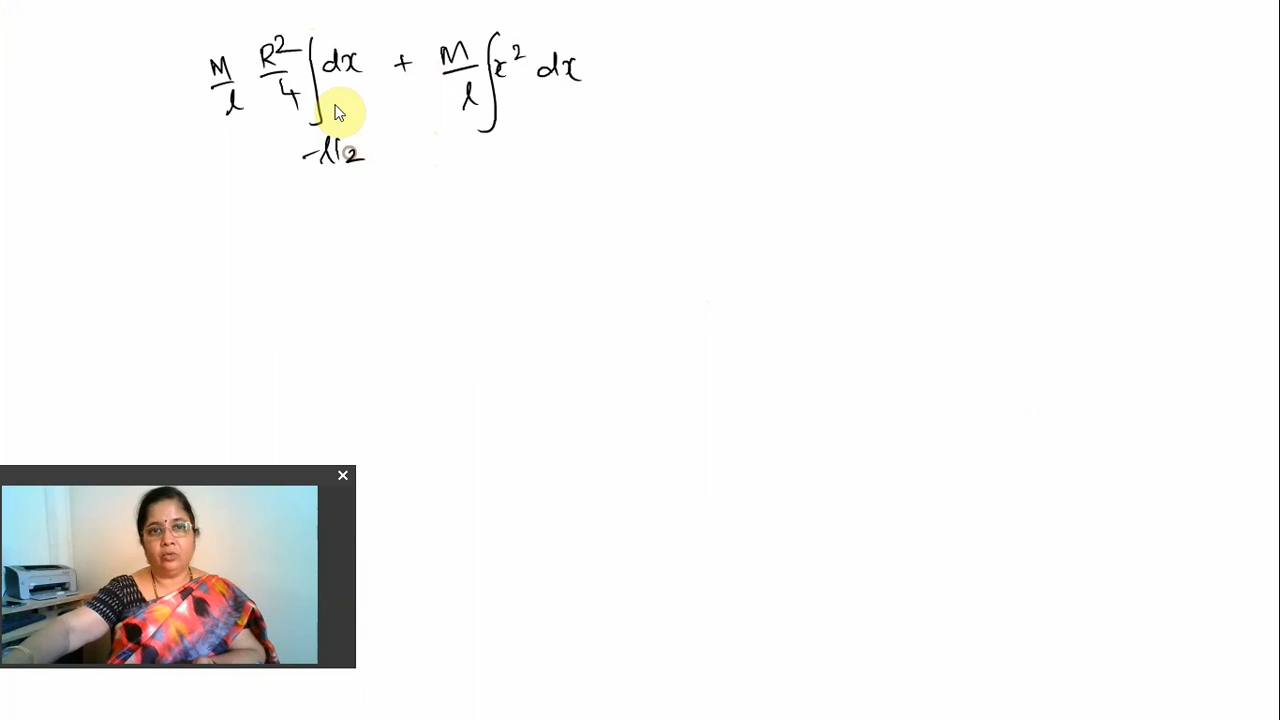 M/l R²/4 ∫ dx + M/l ∫ x² dx
-l/2